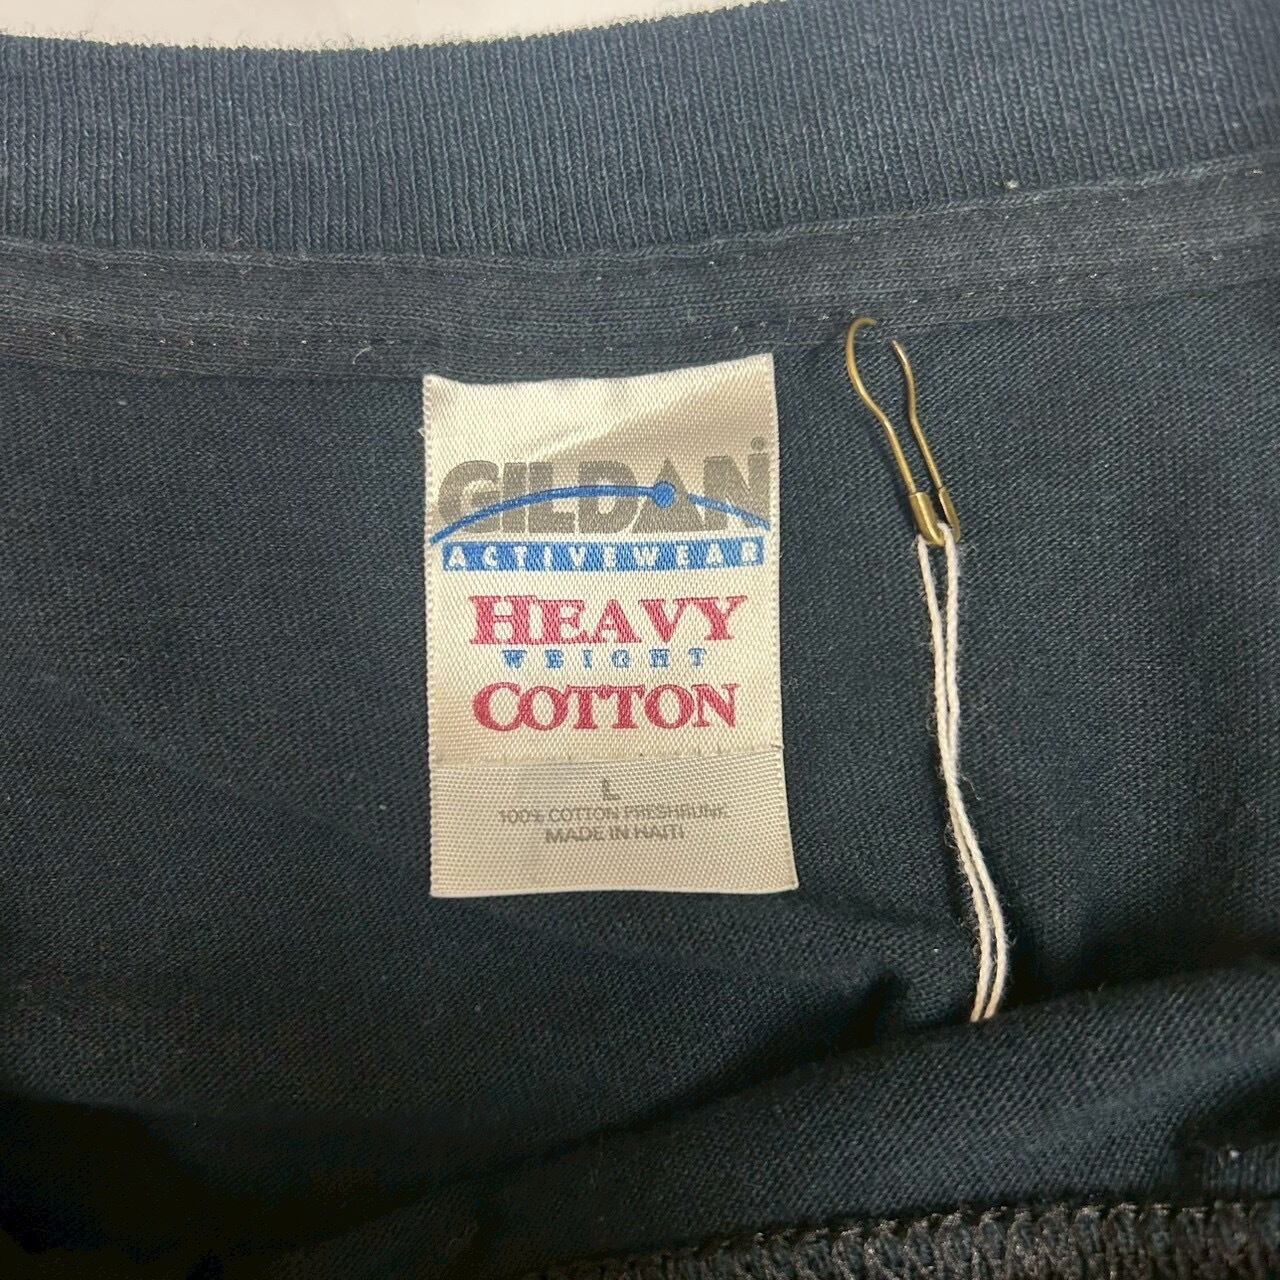 GILDAN®
ACTIVEWEAR
HEAVY
WEIGHT
COTTON
L
100% COTTON PRESHRUNK
MADE IN HAITI